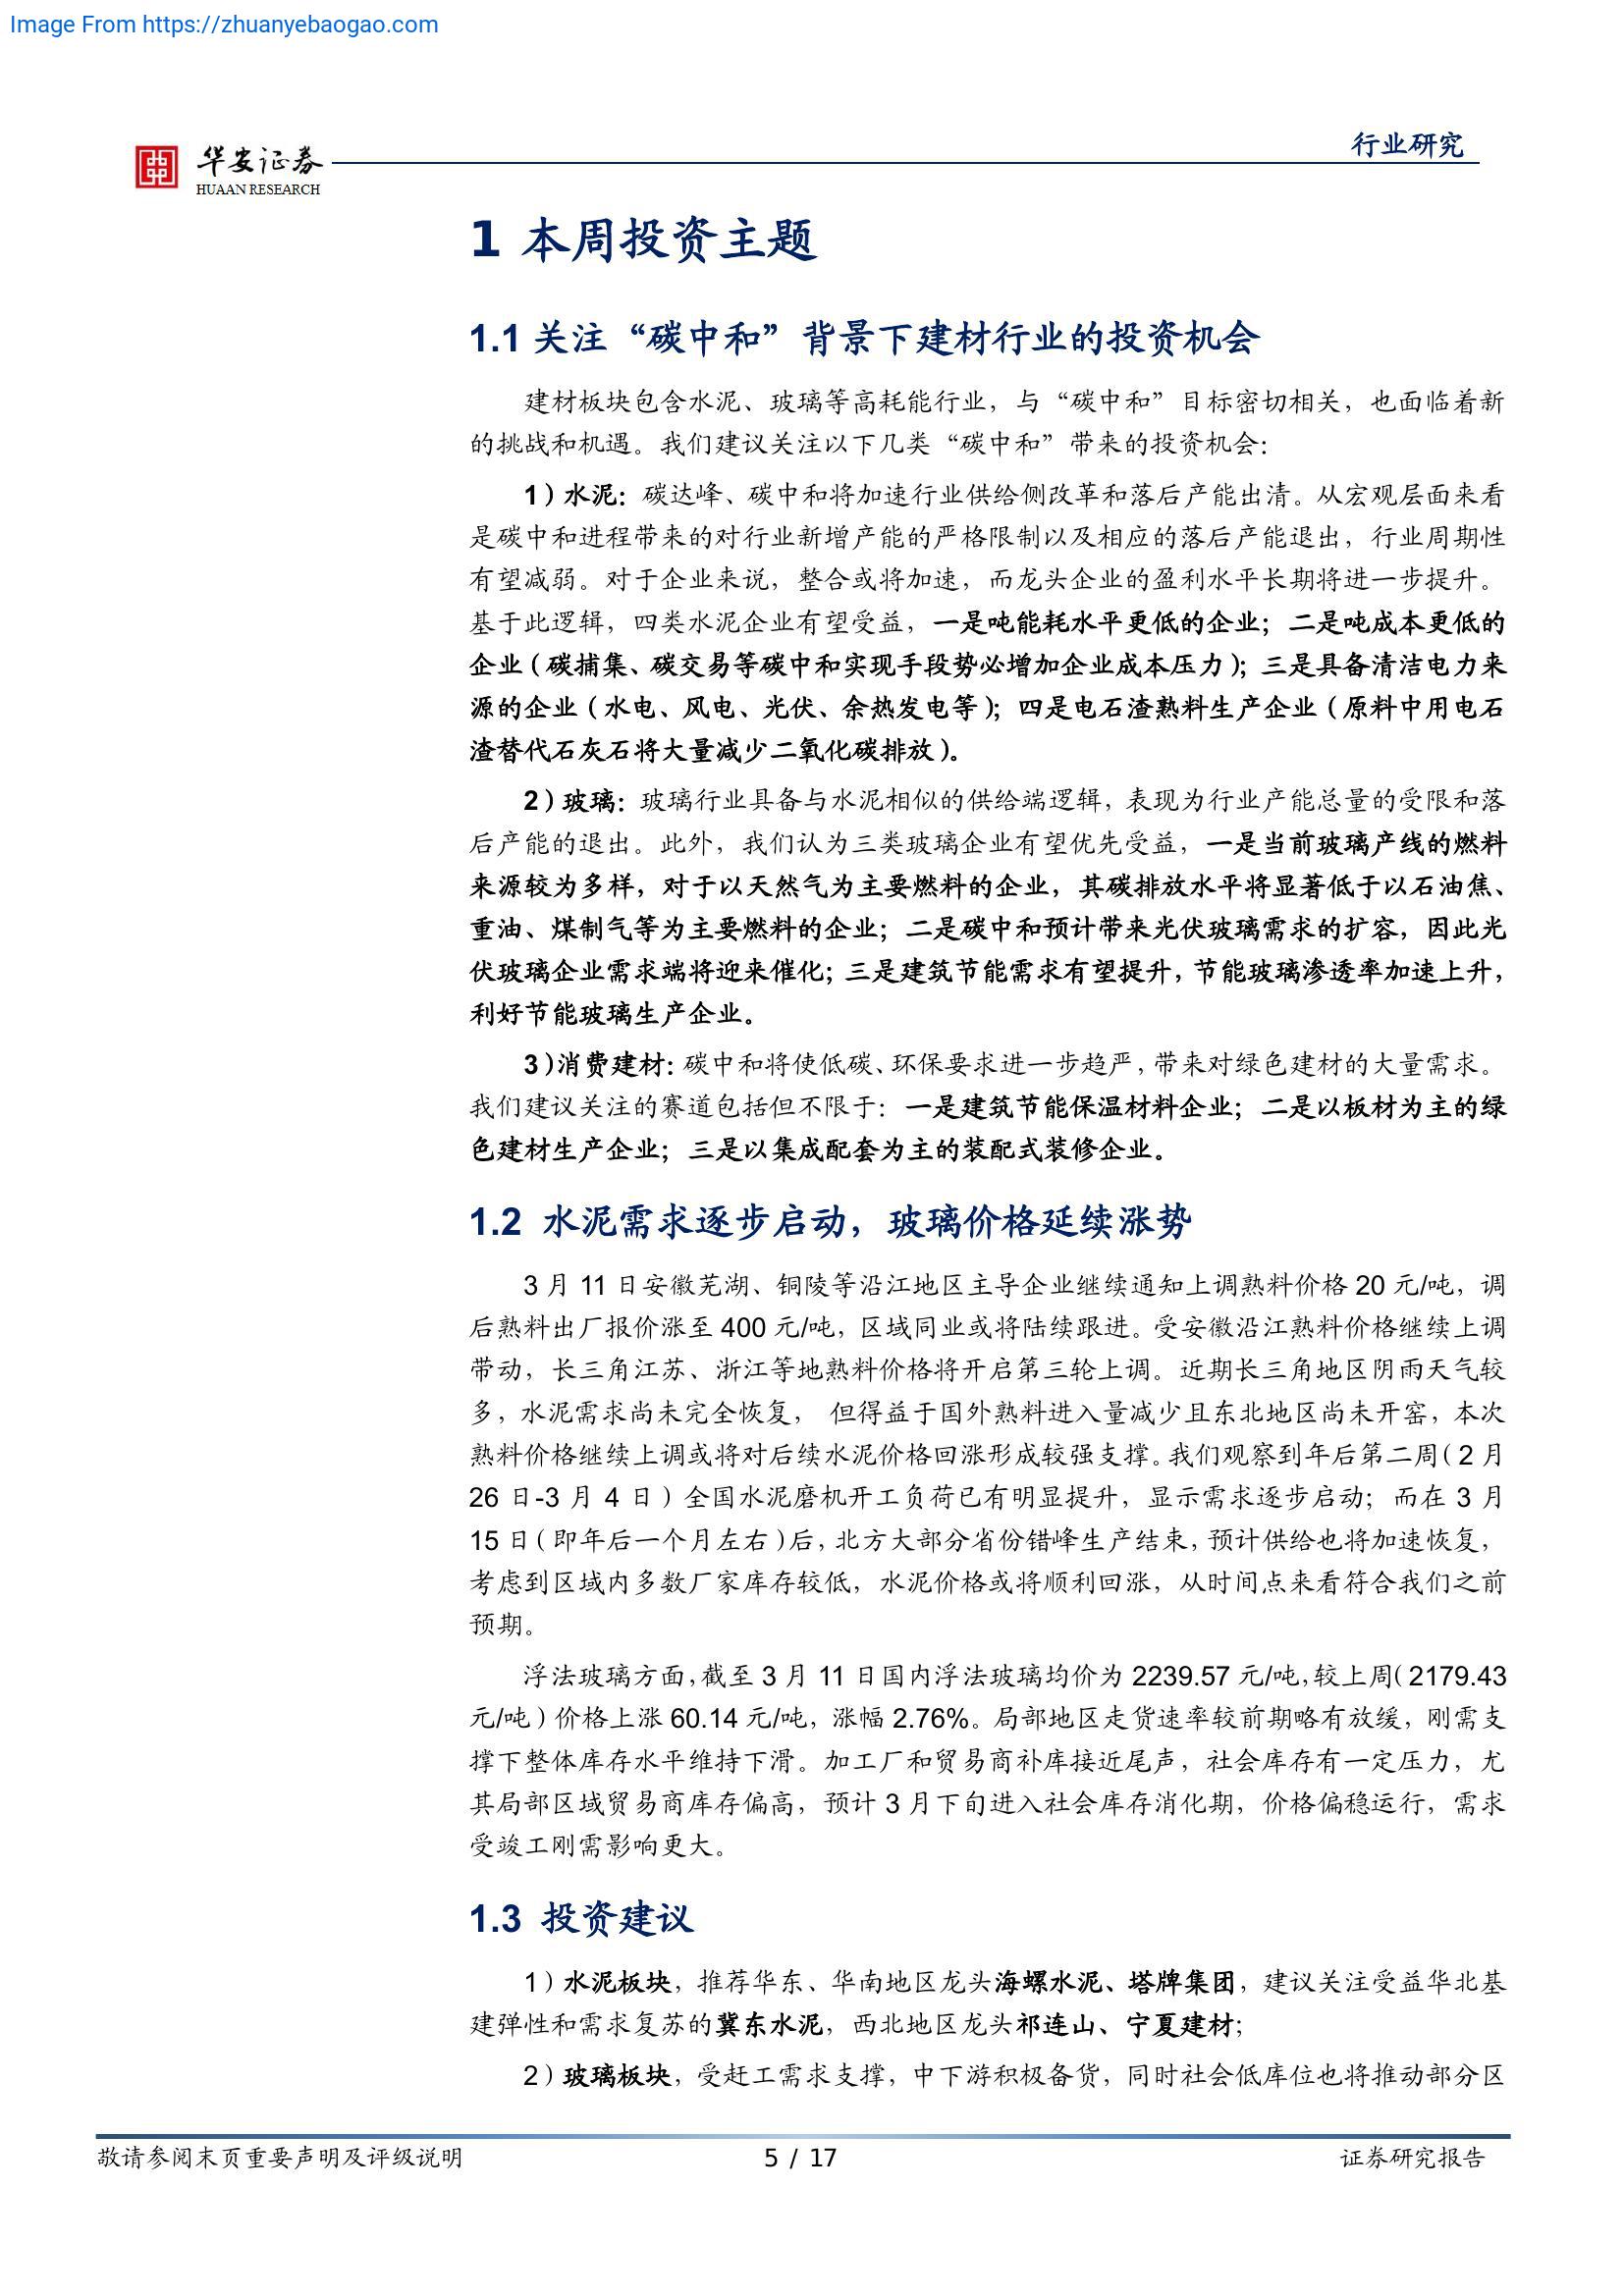 Image From https://zhuanyebaogao.com
行业研究
华安证券
HUAAN RESEARCH
1 本周投资主题
1.1 关注“碳中和”背景下建材行业的投资机会
建材板块包含水泥、玻璃等高耗能行业，与“碳中和”目标密切相关，也面临着新
的挑战和机遇。我们建议关注以下几类“碳中和”带来的投资机会：
1）水泥：碳达峰、碳中和将加速行业供给侧改革和落后产能出清。从宏观层面来看
是碳中和进程带来的对行业新增产能的严格限制以及相应的落后产能退出，行业周期性
有望减弱。对于企业来说，整合或将加速，而龙头企业的盈利水平长期将进一步提升。
基于此逻辑，四类水泥企业有望受益，一是吨能耗水平更低的企业；二是吨成本更低的
企业（碳捕集、碳交易等碳中和实现手段势必增加企业成本压力）；三是具备清洁电力来
源的企业（水电、风电、光伏、余热发电等）；四是电石渣熟料生产企业（原料中用电石
渣替代石灰石将大量减少二氧化碳排放）。
2）玻璃：玻璃行业具备与水泥相似的供给端逻辑，表现为行业产能总量的受限和落
后产能的退出。此外，我们认为三类玻璃企业有望优先受益，一是当前玻璃产线的燃料
来源较为多样，对于以天然气为主要燃料的企业，其碳排放水平将显著低于以石油焦、
重油、煤制气等为主要燃料的企业；二是碳中和预计带来光伏玻璃需求的扩容，因此光
伏玻璃企业需求端将迎来催化；三是建筑节能需求有望提升，节能玻璃渗透率加速上升，
利好节能玻璃生产企业。
3）消费建材：碳中和将使低碳、环保要求进一步趋严，带来对绿色建材的大量需求。
我们建议关注的赛道包括但不限于：一是建筑节能保温材料企业；二是以板材为主的绿
色建材生产企业；三是以集成配套为主的装配式装修企业。
1.2 水泥需求逐步启动，玻璃价格延续涨势
3 月 11 日安徽芜湖、铜陵等沿江地区主导企业继续通知上调熟料价格 20 元/吨，调
后熟料出厂报价涨至 400 元/吨，区域同业或将陆续跟进。受安徽沿江熟料价格继续上调
带动，长三角江苏、浙江等地熟料价格将开启第三轮上调。近期长三角地区阴雨天气较
多，水泥需求尚未完全恢复， 但得益于国外熟料进入量减少且东北地区尚未开窑，本次
熟料价格继续上调或将对后续水泥价格回涨形成较强支撑。我们观察到年后第二周（2 月
26 日-3 月 4 日）全国水泥磨机开工负荷已有明显提升，显示需求逐步启动；而在 3 月
15 日（即年后一个月左右）后，北方大部分省份错峰生产结束，预计供给也将加速恢复，
考虑到区域内多数厂家库存较低，水泥价格或将顺利回涨，从时间点来看符合我们之前
预期。
浮法玻璃方面，截至 3 月 11 日国内浮法玻璃均价为 2239.57 元/吨，较上周（2179.43
元/吨）价格上涨 60.14 元/吨，涨幅 2.76%。局部地区走货速率较前期略有放缓，刚需支
撑下整体库存水平维持下滑。加工厂和贸易商补库接近尾声，社会库存有一定压力，尤
其局部区域贸易商库存偏高，预计 3 月下旬进入社会库存消化期，价格偏稳运行，需求
受竣工刚需影响更大。
1.3 投资建议
1）水泥板块，推荐华东、华南地区龙头海螺水泥、塔牌集团，建议关注受益华北基
建弹性和需求复苏的冀东水泥，西北地区龙头祁连山、宁夏建材；
2）玻璃板块，受赶工需求支撑，中下游积极备货，同时社会低库位也将推动部分区
敬请参阅末页重要声明及评级说明
5 / 17
证券研究报告